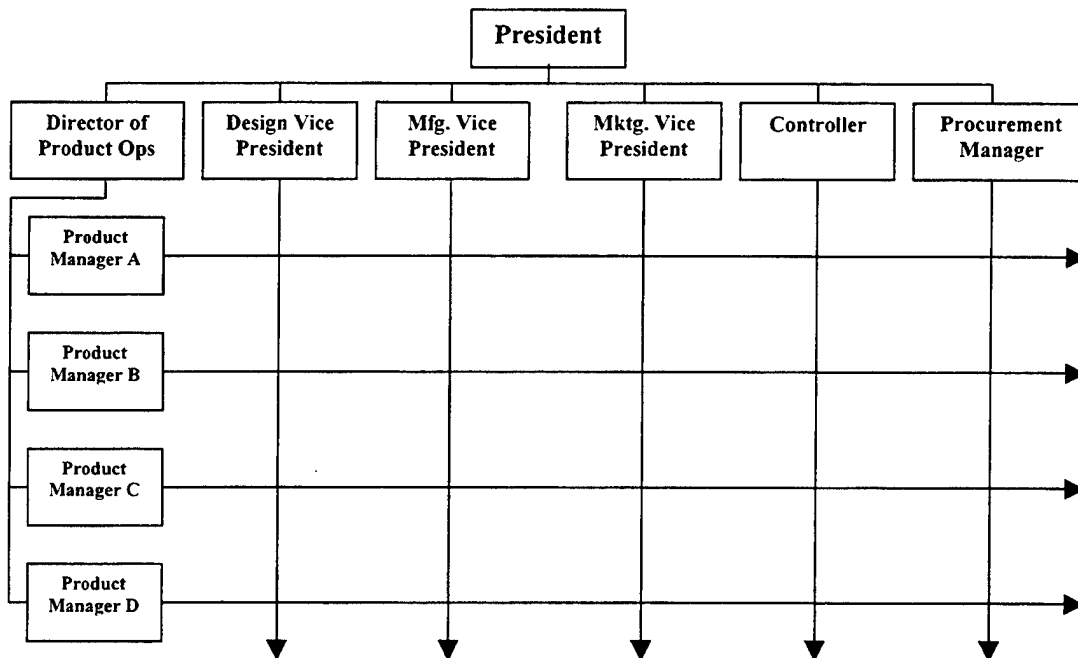 President
Director of
Product Ops
Design Vice
President
Mfg. Vice
President
Mktg. Vice
President
Controller
Procurement
Manager
Product
Manager A
Product
Manager B
Product
Manager C
Product
Manager D